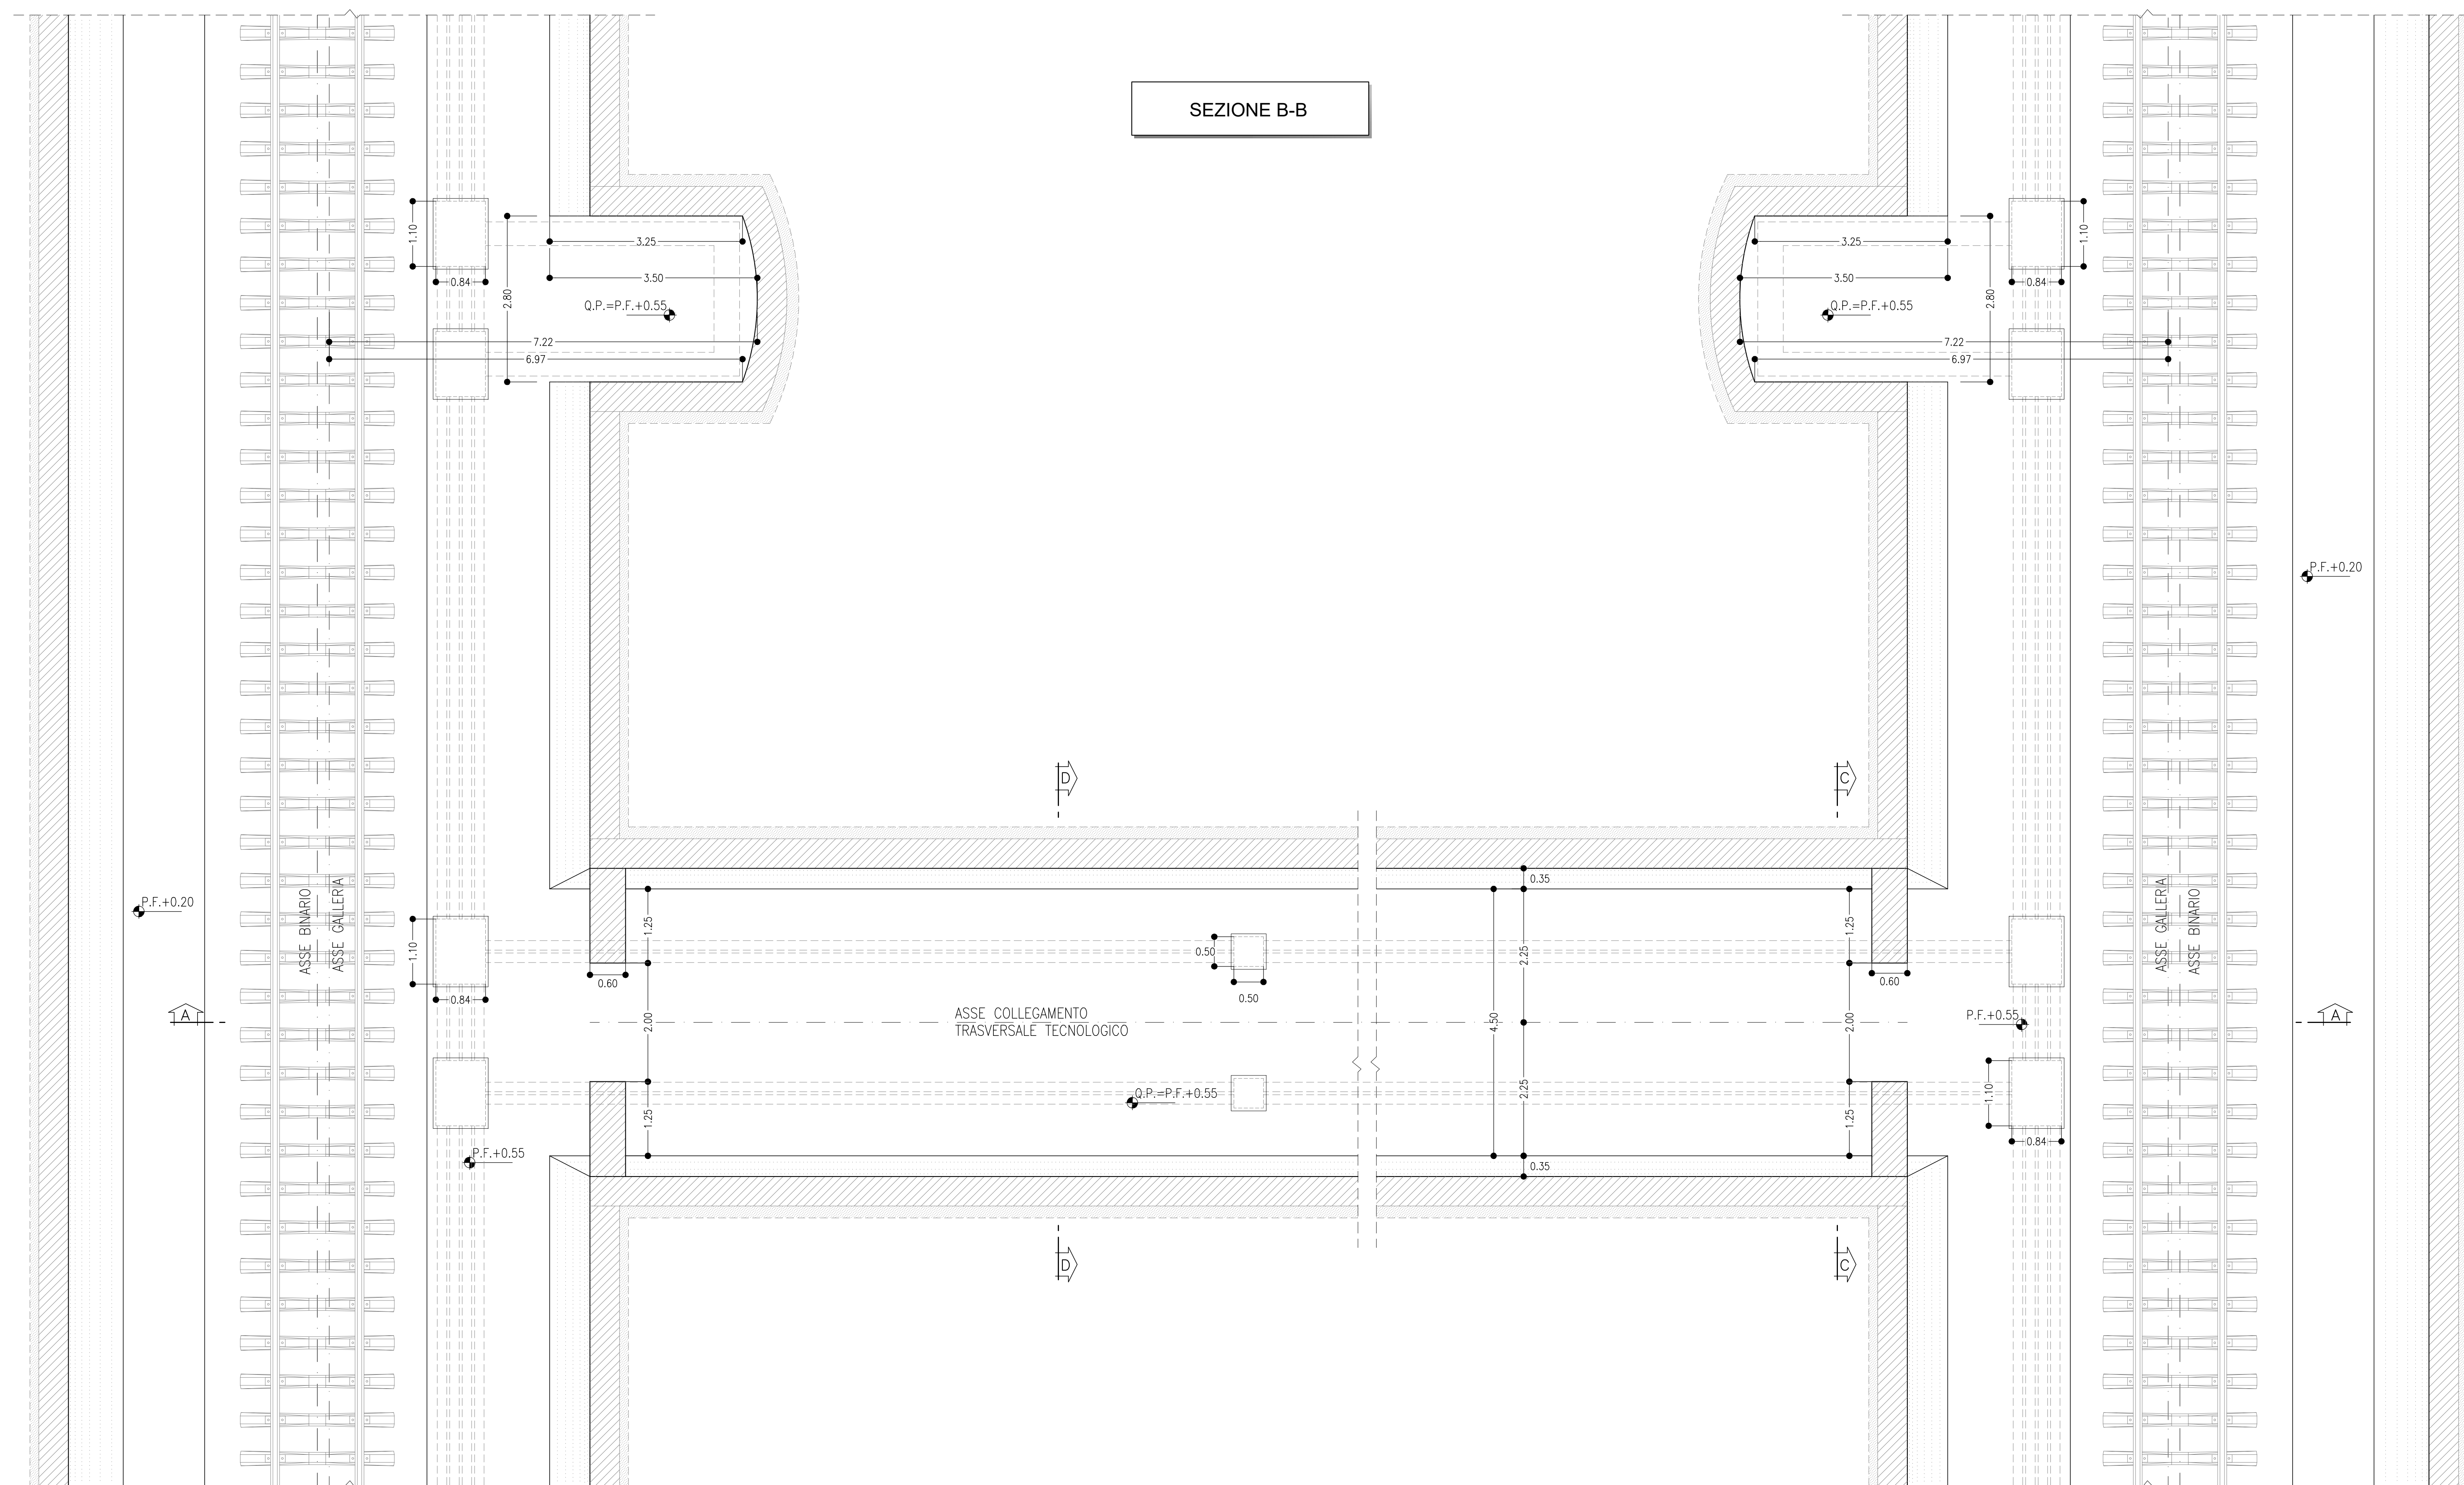 SEZIONE B-B
1.10
3.25
3.25
1.10
0.84
3.50
3.50
0.84
2.80
Q.P.=P.F.+0.55
Q.P.=P.F.+0.55
2.80
7.22
7.22
6.97
6.97
P.F.+0.20
D
C
0.35
P.F.+0.20
ASSE BINARIO
ASSE GALLERIA
ASSE GALLERIA
ASSE BINARIO
1.10
1.25
0.50
2.25
1.25
0.84
0.60
0.50
0.60
A
2.00
ASSE COLLEGAMENTO
TRASVERSALE TECNOLOGICO
4.50
2.00
P.F.+0.55
A
1.25
Q.P.=P.F.+0.55
2.25
1.25
1.10
0.84
P.F.+0.55
0.35
D
C